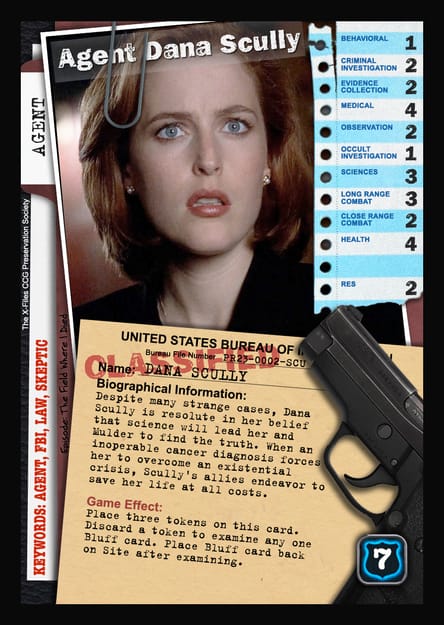 Agent Dana Scully
BEHAVIORAL 1
CRIMINAL
INVESTIGATION 2
EVIDENCE
COLLECTION 2
MEDICAL 4
OBSERVATION 2
OCCULT
INVESTIGATION 1
SCIENCES 3
LONG RANGE
COMBAT 3
CLOSE RANGE
COMBAT 2
HEALTH 4
RES 2
AGENT
The X-Files CCG Preservation Society
KEYWORDS: AGENT, FBI, LAW, SKEPTIC
Episode: The Field Where I Died
UNITED STATES BUREAU OF
Bureau File Number PR23-0002-SCU
CLASSIFIED
Name: DANA SCULLY
Biographical Information:
Despite many strange cases, Dana
Scully is resolute in her belief
that science will lead her and
Mulder to find the truth. When an
inoperable cancer diagnosis forces
her to overcome an existential
crisis, Scully's allies endeavor to
save her life at all costs.
Game Effect:
Place three tokens on this card.
Discard a token to examine any one
Bluff card. Place Bluff card back
on Site after examining.
7